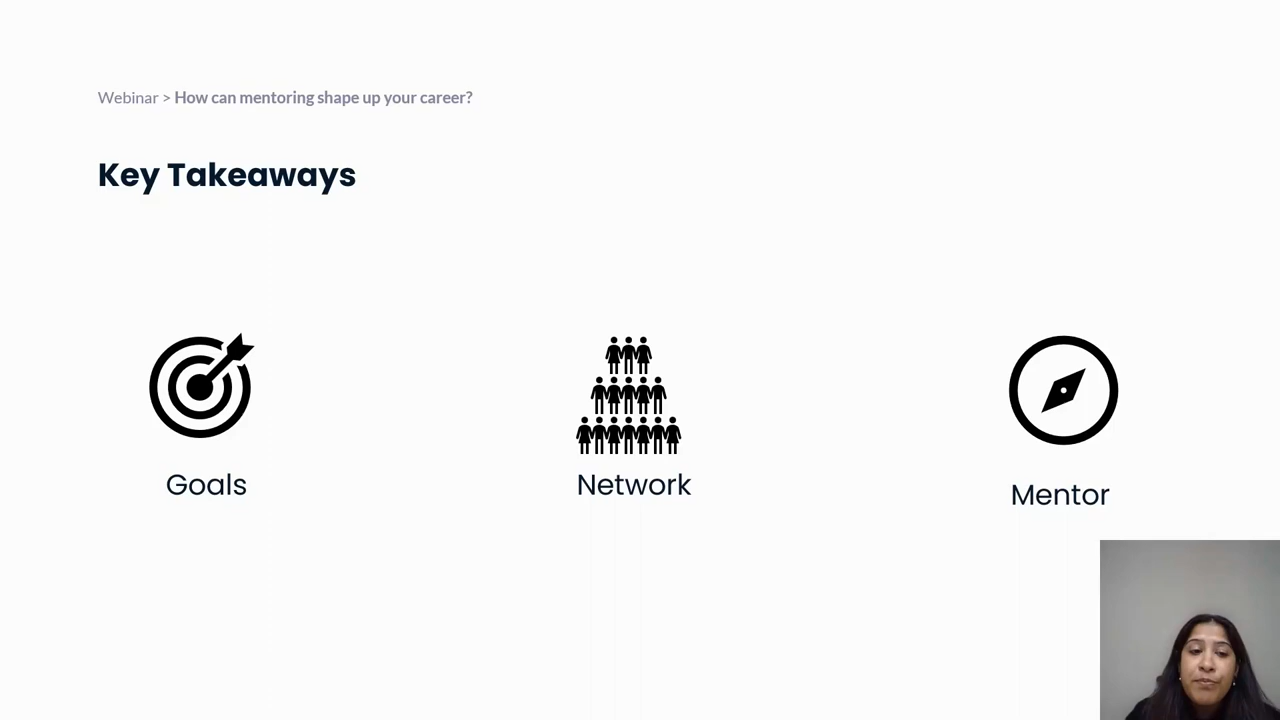 Webinar > How can mentoring shape up your career?
Key Takeaways
Goals
Network
Mentor